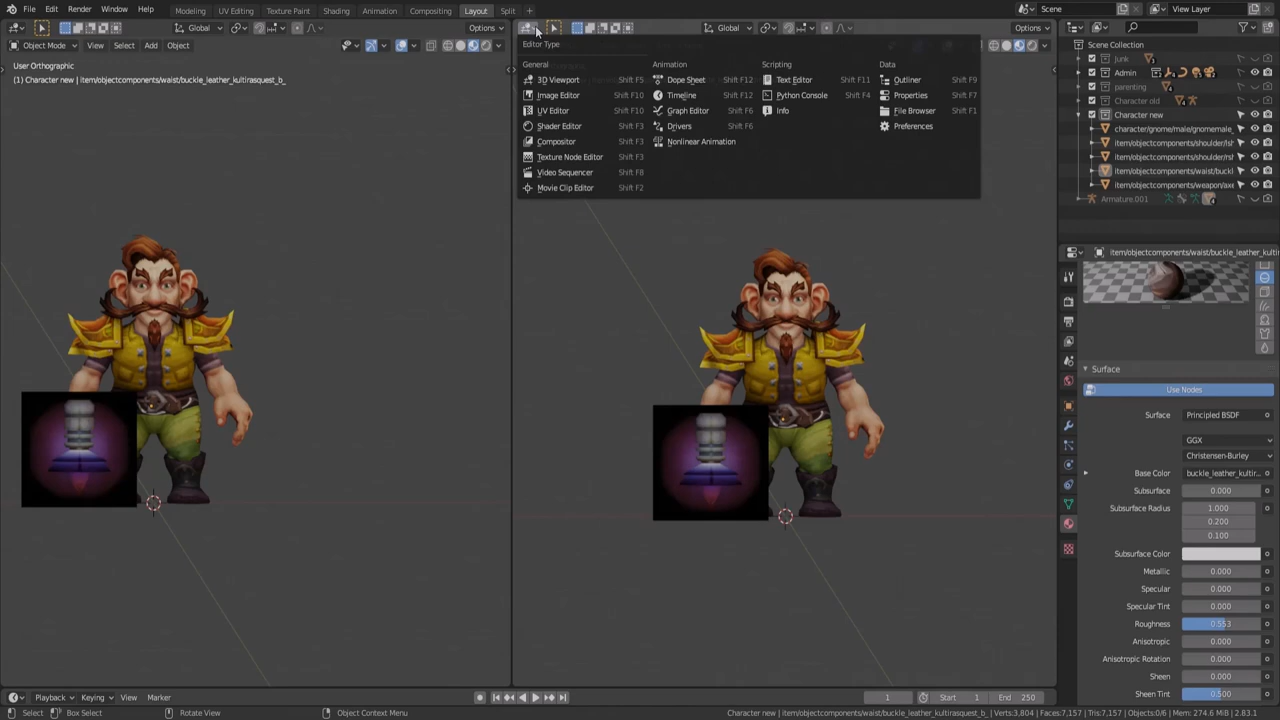 File Edit Render Window Help Modeling UV Editing Texture Paint Shading Animation Compositing Layout Split + Scene View Layer
Global Options Global Options
Object Mode View Select Add Object
User Orthographic
(1) Character new | item/objectcomponents/waist/buckle_leather_kultirasquest_b_
Editor Type
General Animation Scripting Data
3D Viewport Shift F5 Dope Sheet Shift F12 Text Editor Shift F11 Outliner Shift F9
Image Editor Shift F10 Timeline Shift F12 Python Console Shift F4 Properties Shift F7
UV Editor Shift F10 Graph Editor Shift F6 Info File Browser Shift F1
Shader Editor Shift F3 Drivers Shift F6 Preferences
Compositor Shift F3 Nonlinear Animation
Texture Node Editor Shift F3
Video Sequencer Shift F8
Movie Clip Editor Shift F2
Scene Collection
Junk
Admin
parenting
Character old
Character new
character/gnome/male/gnomemale_
item/objectcomponents/shoulder/lsh
item/objectcomponents/shoulder/rsh
item/objectcomponents/waist/buckl
item/objectcomponents/weapon/axe
Armature.001
item/objectcomponents/waist/buckle_leather_kultir
Surface
Use Nodes
Surface Principled BSDF
GGX
Christensen-Burley
Base Color buckle_leather_kultir...
Subsurface 0.000
Subsurface Radius 1.000
0.200
0.100
Subsurface Color
Metallic 0.000
Specular 0.000
Specular Tint 0.000
Roughness 0.553
Anisotropic 0.000
Anisotropic Rotation 0.000
Sheen 0.000
Sheen Tint 0.500
Playback Keying View Marker 1 Start 1 End 250
Select Box Select Rotate View Object Context Menu Character new | item/objectcomponents/waist/buckle_leather_kultirasquest_b_ | Verts:3,804 | Faces:7,157 | Tris:7,157 | Objects:0/6 | Mem: 274.6 MiB | 2.83.1